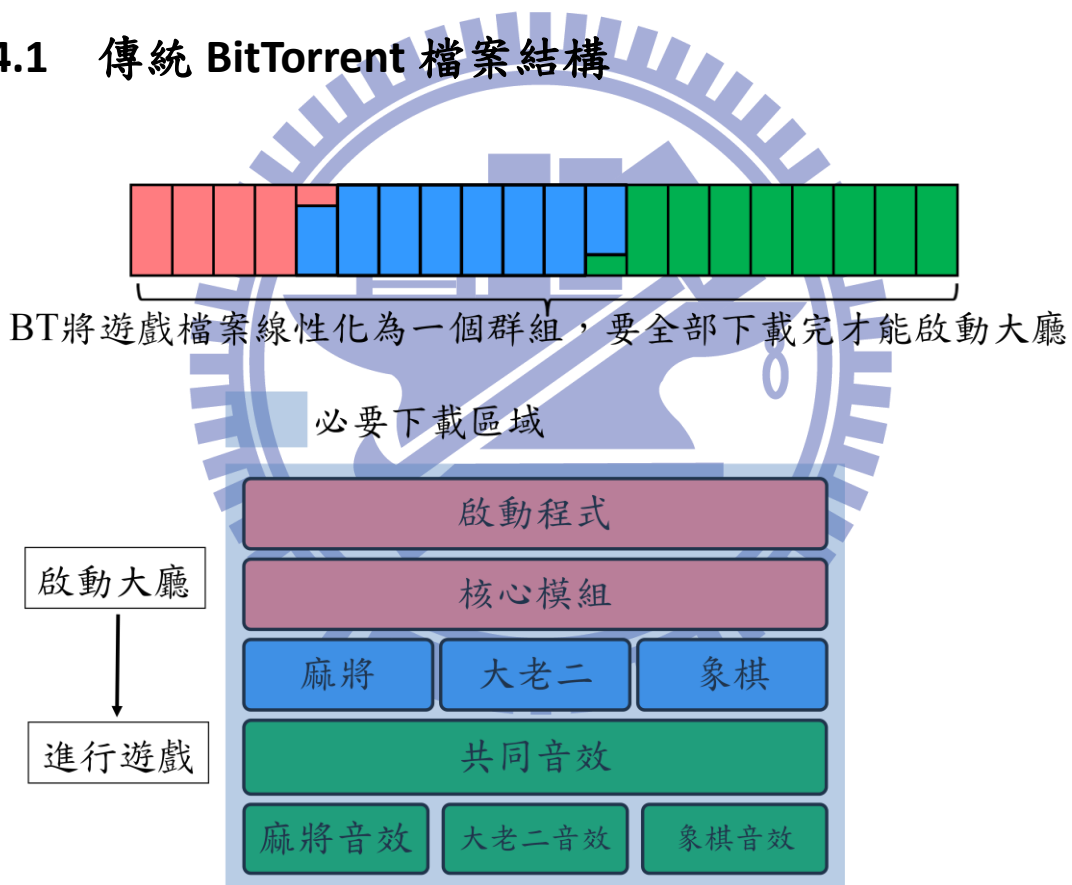 4.1 傳統 BitTorrent 檔案結構
BT將遊戲檔案線性化為一個群組，要全部下載完才能啟動大廳
必要下載區域
啟動程式
啟動大廳
核心模組
麻將 大老二 象棋
進行遊戲
共同音效
麻將音效 大老二音效 象棋音效